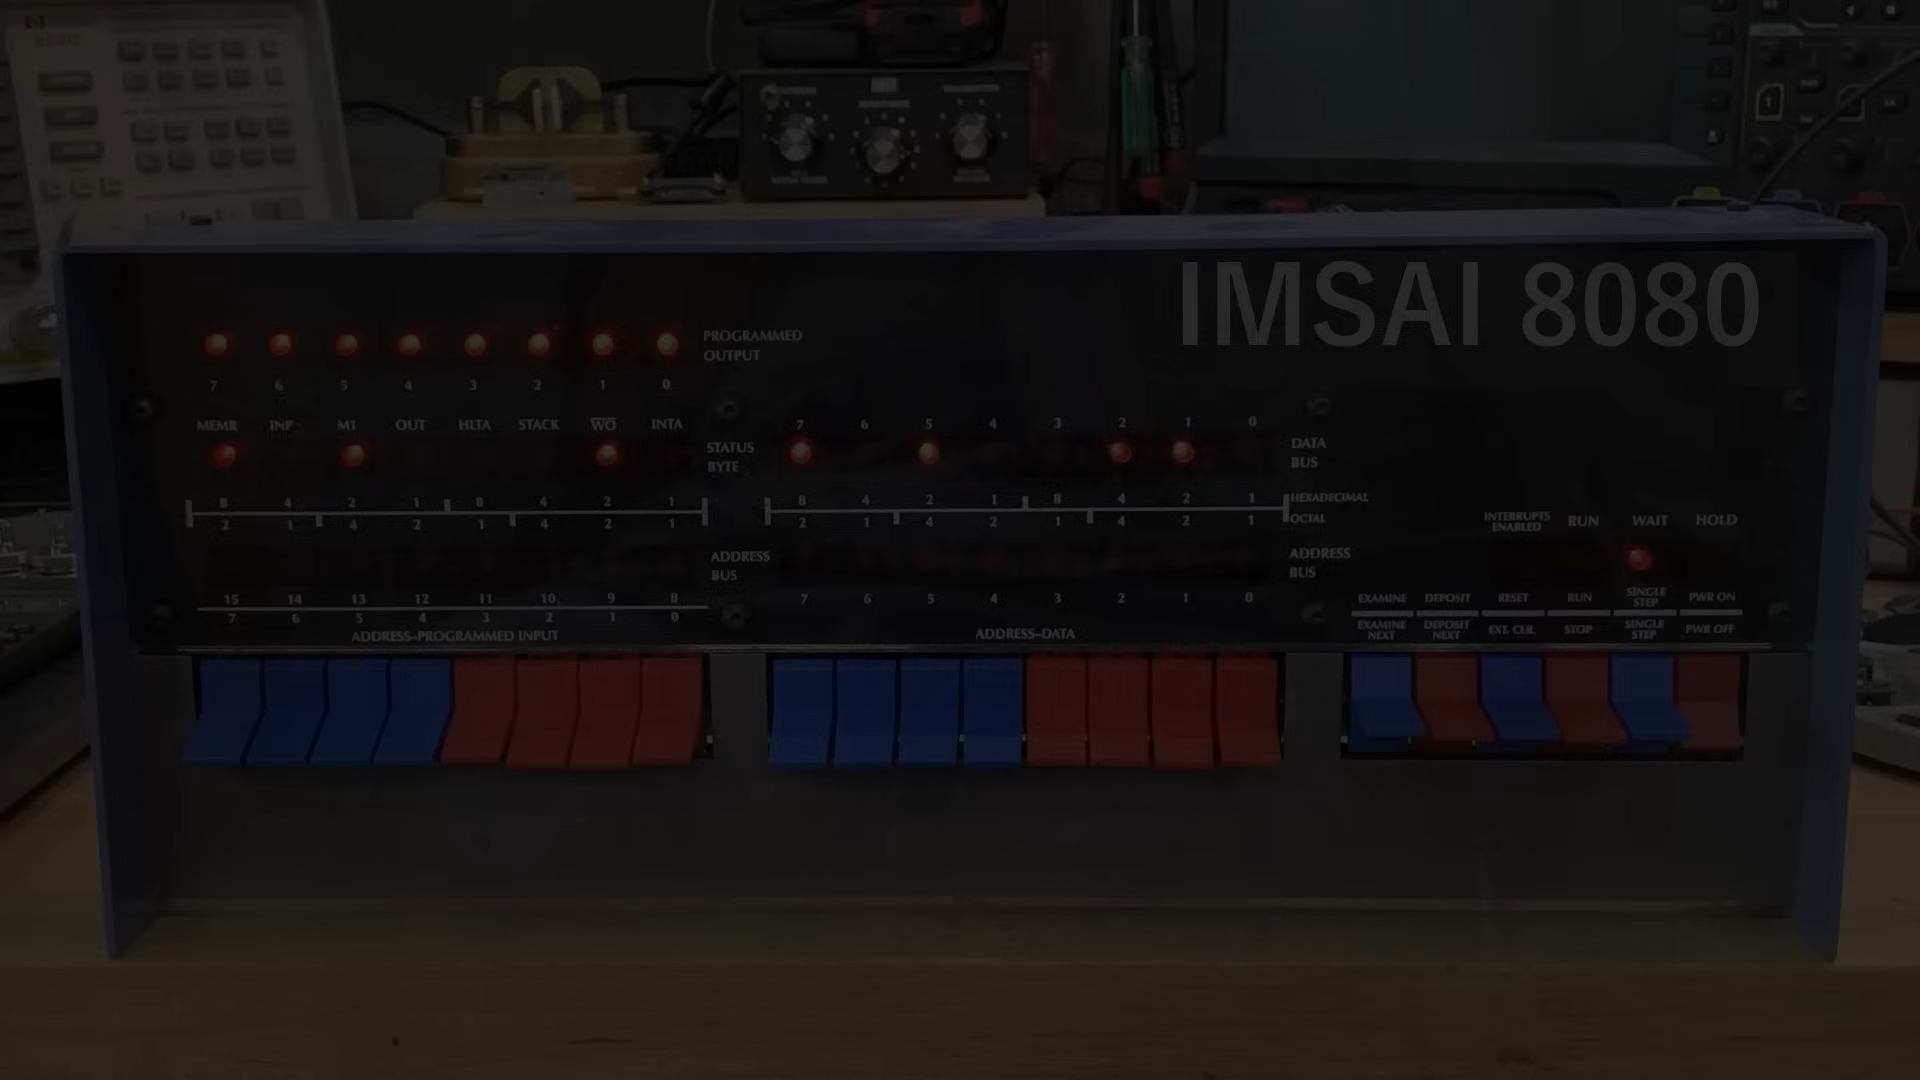 IMSAI 8080
PROGRAMMED
OUTPUT
7 6 5 4 3 2 1 0
MEMR INP M1 OUT HLTA STACK WO INTA
STATUS
BYTE
7 6 5 4 3 2 1 0
DATA
BUS
8 4 2 1 8 4 2 1
2 1 4 2 1 4 2 1
8 4 2 1 8 4 2 1
2 1 4 2 1 4 2 1
HEXADECIMAL
OCTAL
ADDRESS
BUS
ADDRESS
BUS
15 14 13 12 11 10 9 8
7 6 5 4 3 2 1 0
ADDRESS–PROGRAMMED INPUT
7 6 5 4 3 2 1 0
ADDRESS–DATA
INTERRUPTS
ENABLED
RUN WAIT HOLD
EXAMINE DEPOSIT RESET RUN SINGLE STEP PWR ON
EXAMINE NEXT DEPOSIT NEXT EXT. CLR. STOP SINGLE STEP PWR OFF